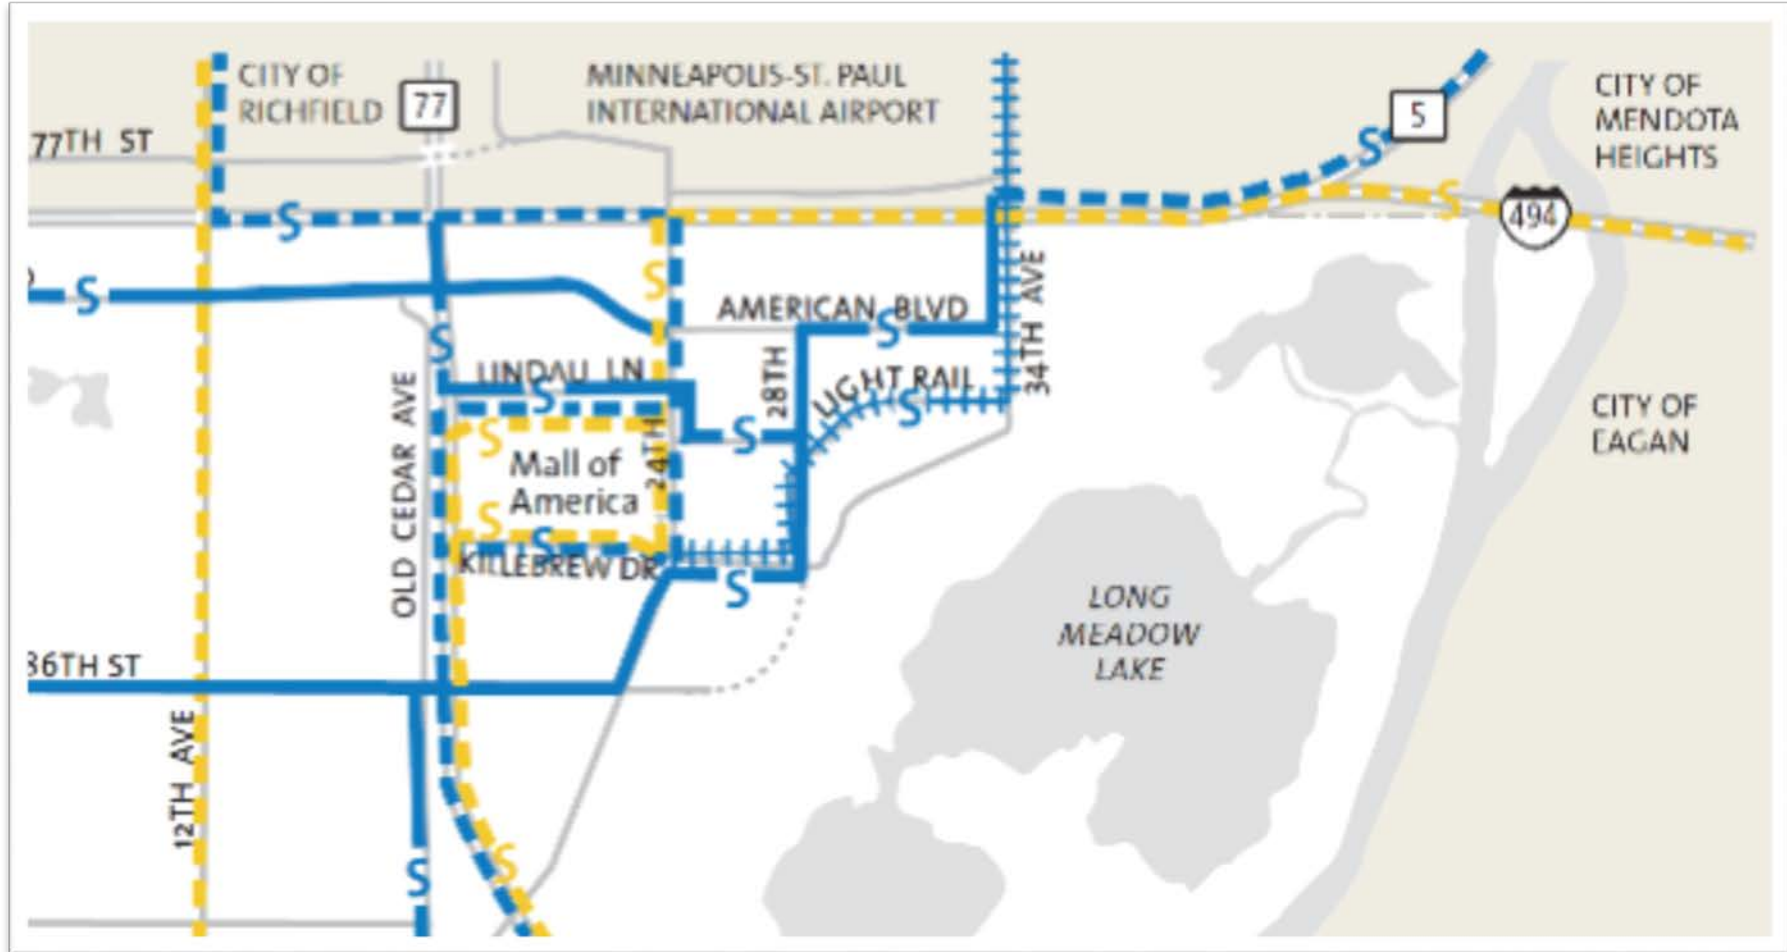 CITY OF
RICHFIELD
77
MINNEAPOLIS-ST. PAUL
INTERNATIONAL AIRPORT
5
CITY OF
MENDOTA
HEIGHTS
77TH ST
S
S
494
S
S
S
S
AMERICAN BLVD
S
34TH AVE
S
LINDAU LN
S
28TH
LIGHT RAIL
S
CITY OF
EAGAN
OLD CEDAR AVE
S
Mall of
America
24TH
S
S
S
KILLEBREW DR
S
LONG
MEADOW
LAKE
86TH ST
12TH AVE
S
S